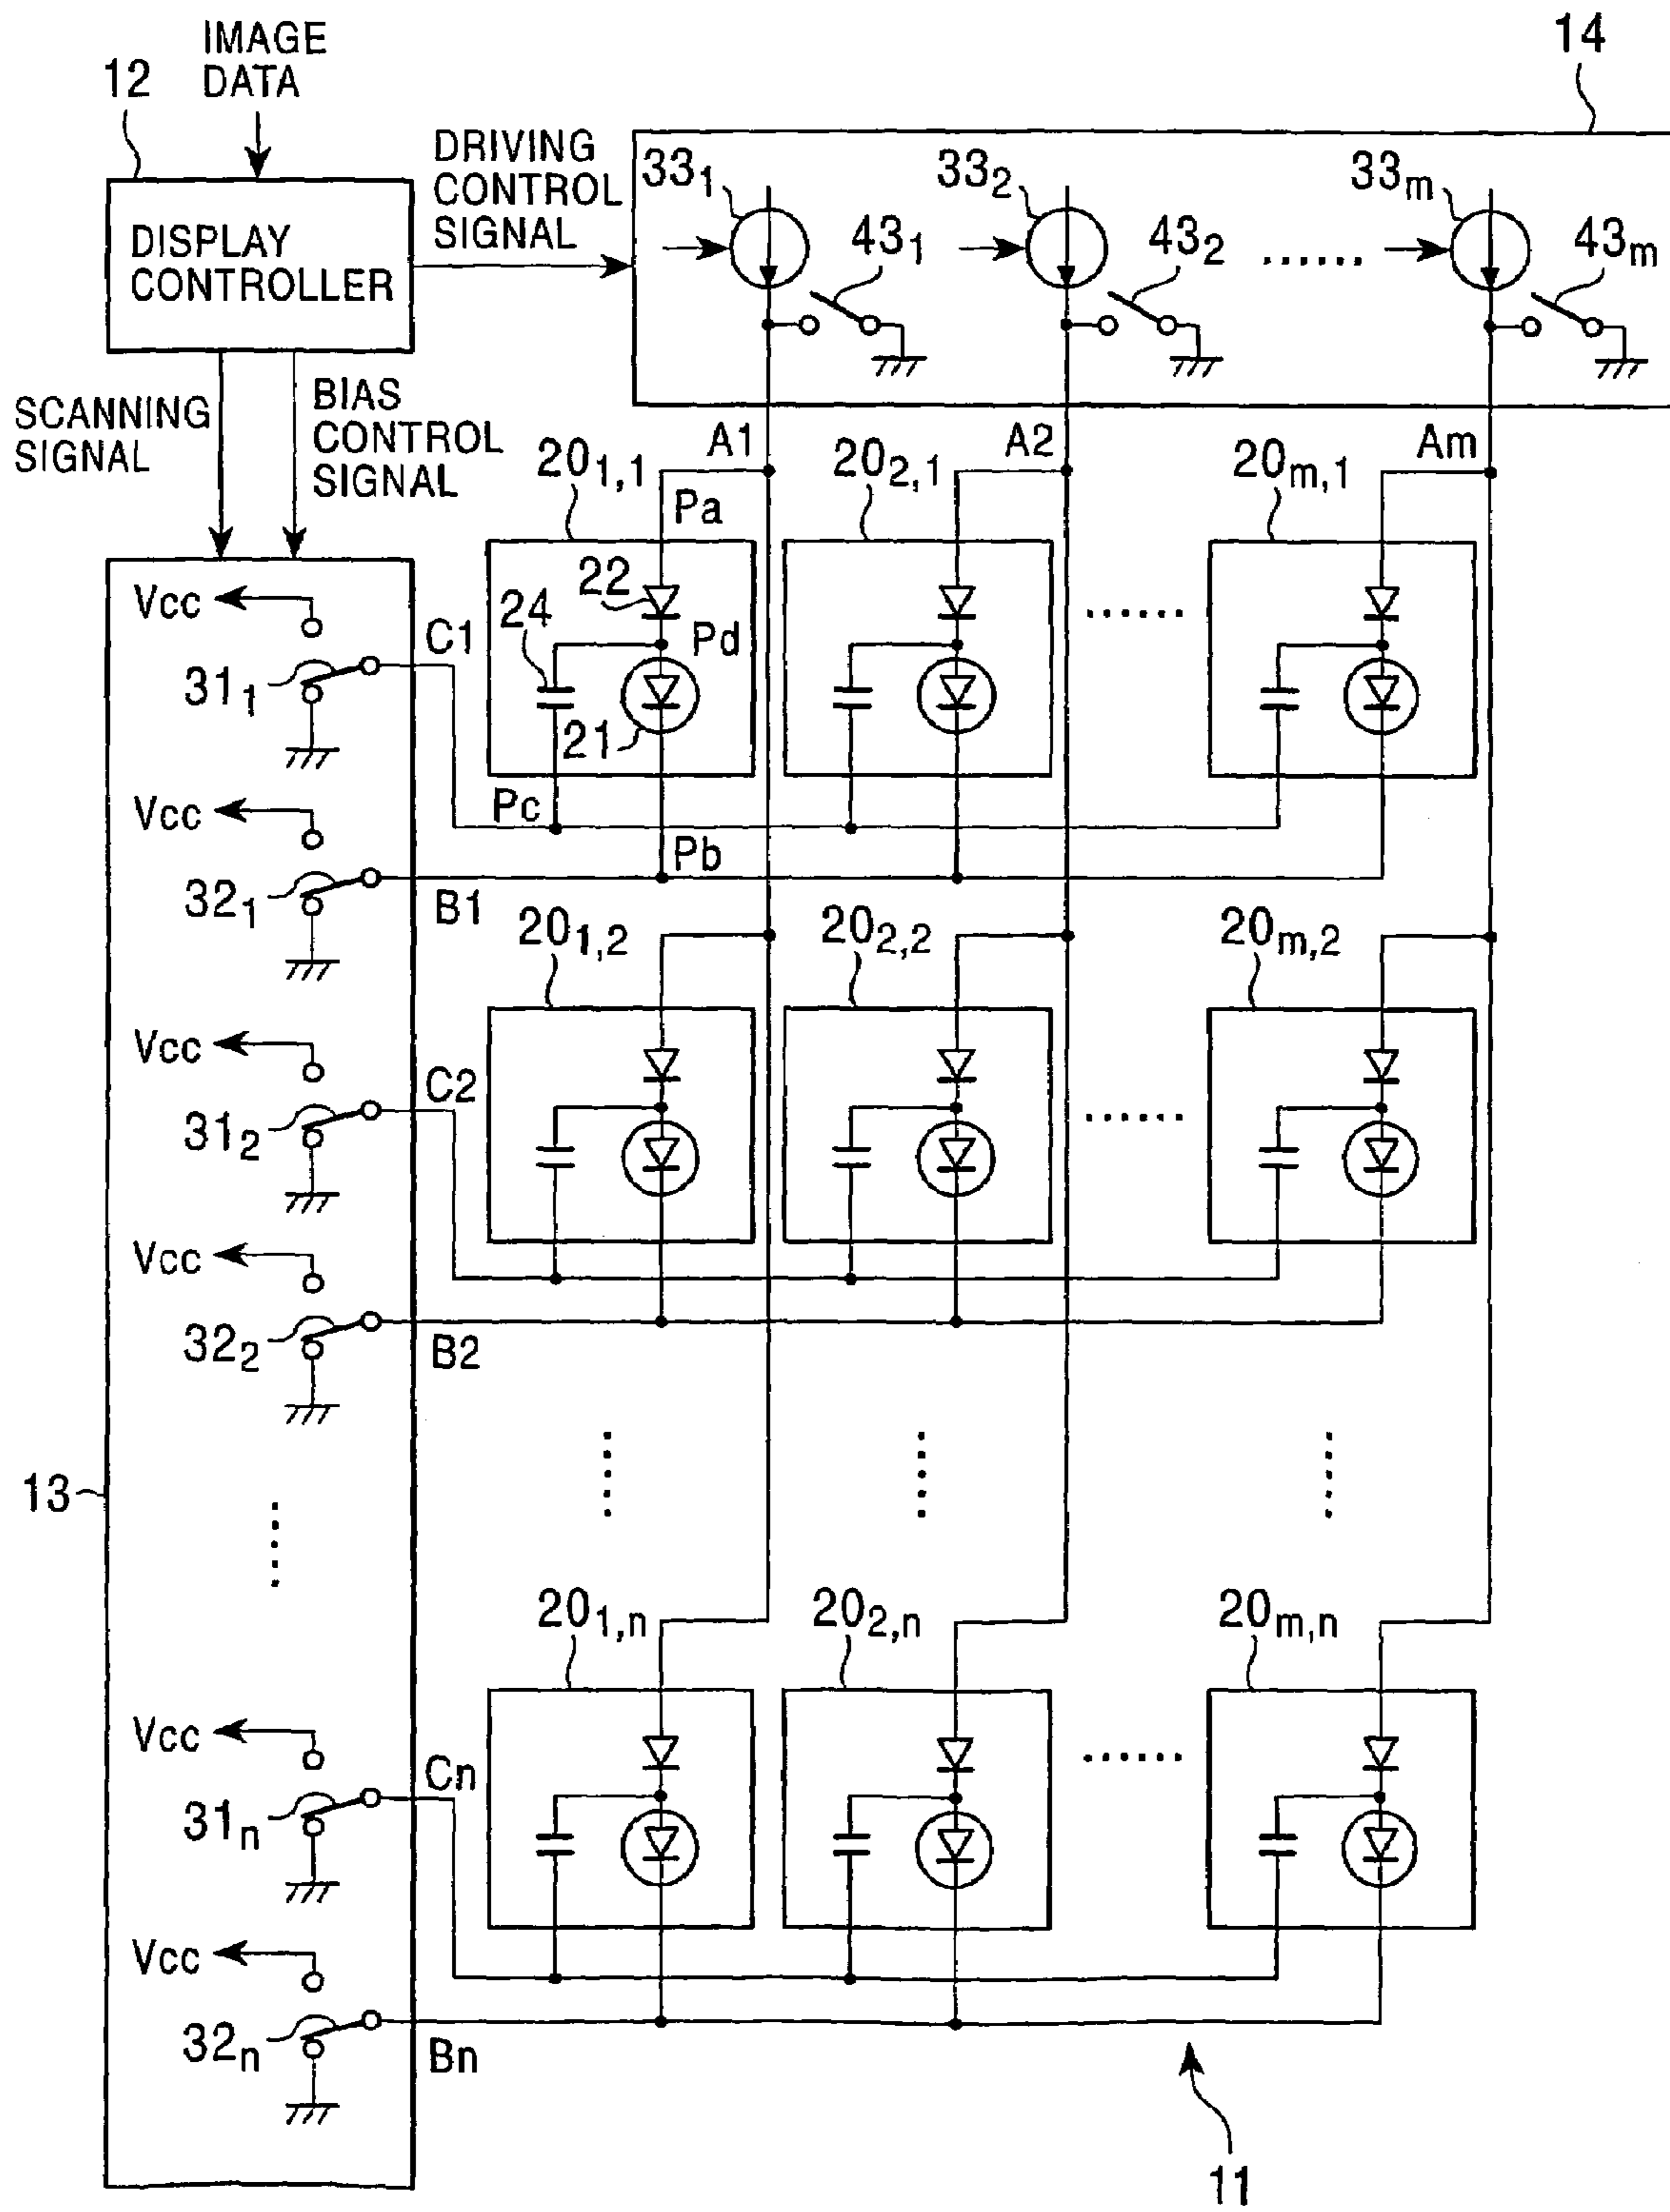 IMAGE
DATA
12
14
DISPLAY
CONTROLLER
DRIVING
CONTROL
SIGNAL
33₁
33₂
33m
43₁
43₂
......
43m
SCANNING
SIGNAL
BIAS
CONTROL
SIGNAL
A1
A2
Am
20₁,₁
20₂,₁
20m,₁
Pa
Vcc
C1
24
22
Pd
......
31₁
21
Vcc
Pc
Pb
32₁
B1
20₁,₂
20₂,₂
20m,₂
Vcc
C2
31₂
......
Vcc
32₂
B2
13
20₁,n
20₂,n
20m,n
Vcc
Cn
......
31n
Vcc
32n
Bn
11